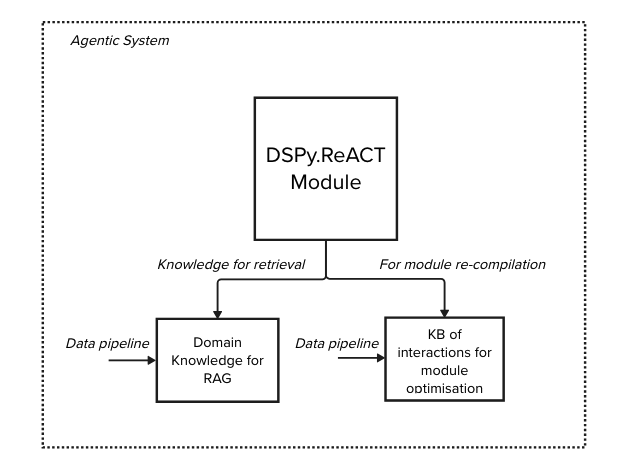 Agentic System
DSPy.ReACT
Module
Knowledge for retrieval
For module re-compilation
Data pipeline
Domain
Knowledge for
RAG
Data pipeline
KB of
interactions for
module
optimisation